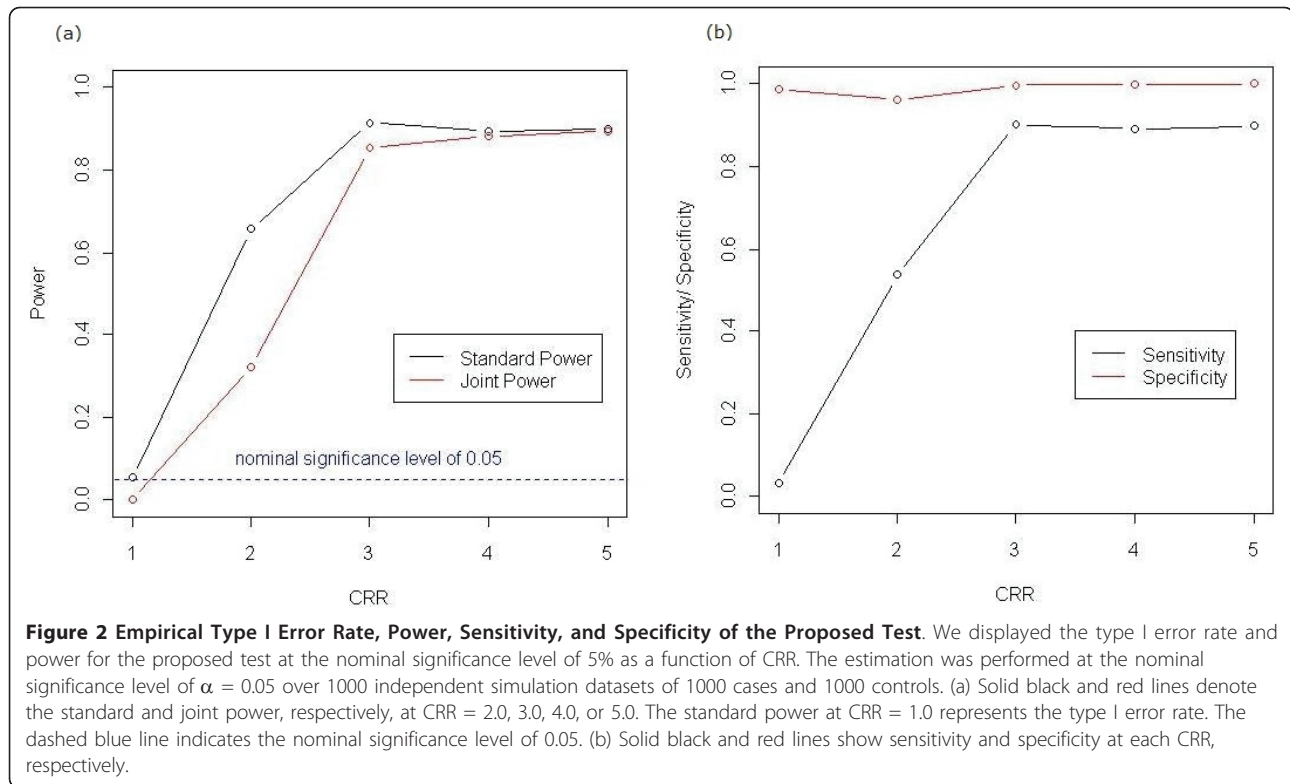 (a)
1.0
0.8
0.6
0.4
0.2
0.0
Power
Standard Power
Joint Power
nominal significance level of 0.05
1 2 3 4 5
CRR
(b)
1.0
0.8
0.6
0.4
0.2
0.0
Sensitivity/ Specificity
Sensitivity
Specificity
1 2 3 4 5
CRR
Figure 2 Empirical Type I Error Rate, Power, Sensitivity, and Specificity of the Proposed Test. We displayed the type I error rate and
power for the proposed test at the nominal significance level of 5% as a function of CRR. The estimation was performed at the nominal
significance level of α = 0.05 over 1000 independent simulation datasets of 1000 cases and 1000 controls. (a) Solid black and red lines denote
the standard and joint power, respectively, at CRR = 2.0, 3.0, 4.0, or 5.0. The standard power at CRR = 1.0 represents the type I error rate. The
dashed blue line indicates the nominal significance level of 0.05. (b) Solid black and red lines show sensitivity and specificity at each CRR,
respectively.